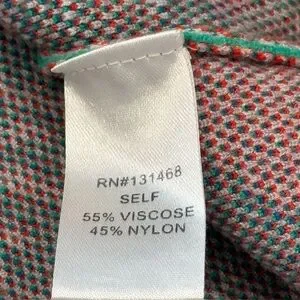 RN#131468
SELF
55% VISCOSE
45% NYLON